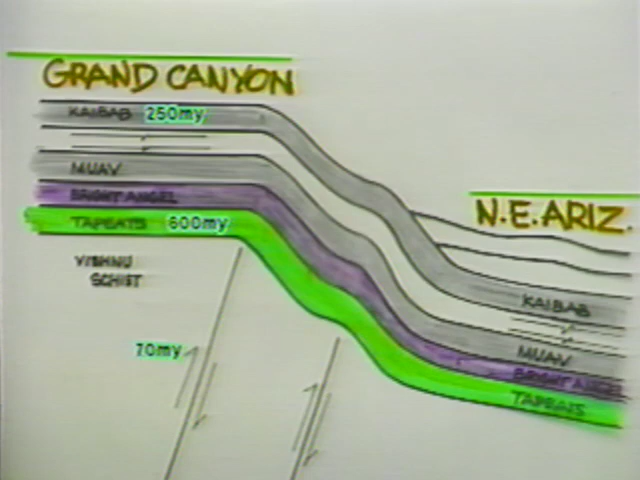 GRAND CANYON
KAIBAB 250my
MUAV
BRIGHT ANGEL
TAPEATS 600my
VISHNU
SCHIST
70my
N.E. ARIZ.
KAIBAB
MUAV
BRIGHT ANGEL
TAPEATS